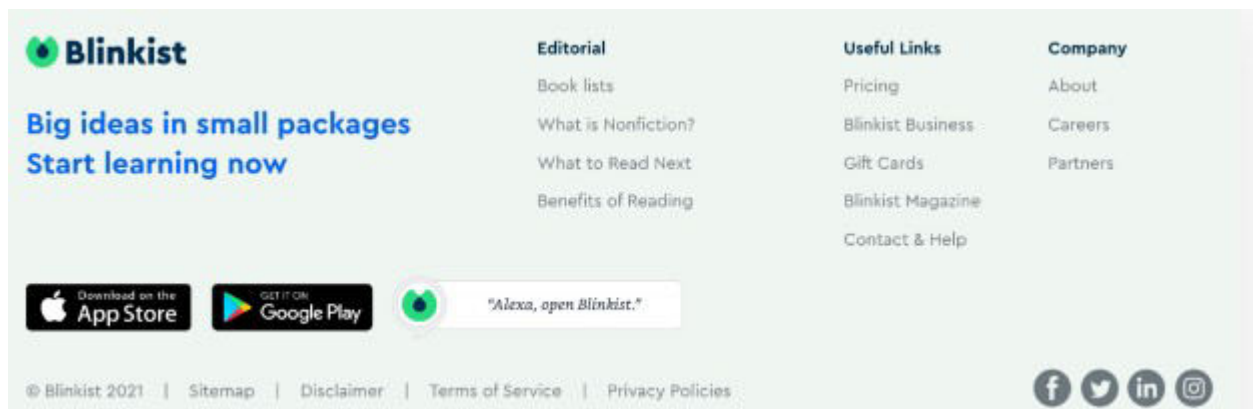 Blinkist
Big ideas in small packages
Start learning now
Editorial
Book lists
What is Nonfiction?
What to Read Next
Benefits of Reading
Useful Links
Pricing
Blinkist Business
Gift Cards
Blinkist Magazine
Contact & Help
Company
About
Careers
Partners
Download on the
App Store
GET IT ON
Google Play
"Alexa, open Blinkist."
© Blinkist 2021 | Sitemap | Disclaimer | Terms of Service | Privacy Policies